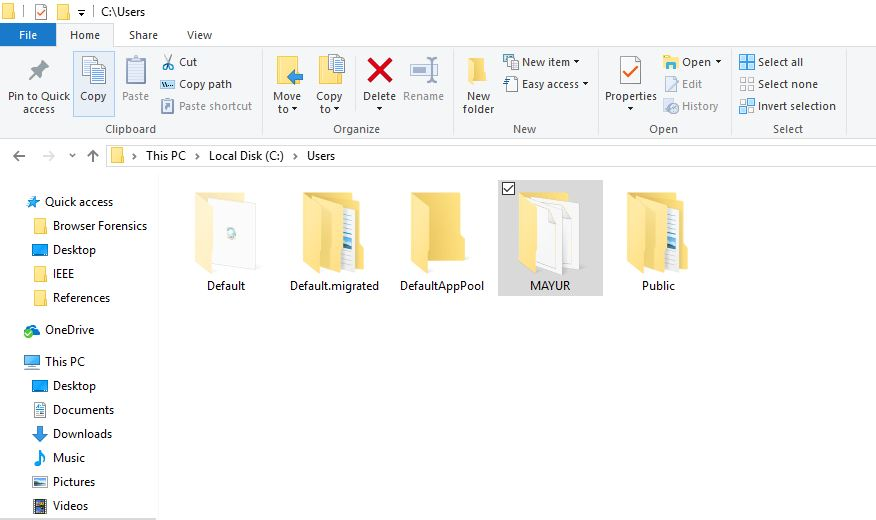 C:\Users
File Home Share View
Pin to Quick access
Copy
Paste
Cut
Copy path
Paste shortcut
Clipboard
Move to
Copy to
Delete
Rename
Organize
New folder
New item
Easy access
New
Properties
Open
Edit
History
Open
Select all
Select none
Invert selection
Select
This PC > Local Disk (C:) > Users
Quick access
Browser Forensics
Desktop
IEEE
References
OneDrive
This PC
Desktop
Documents
Downloads
Music
Pictures
Videos
Default
Default.migrated
DefaultAppPool
MAYUR
Public